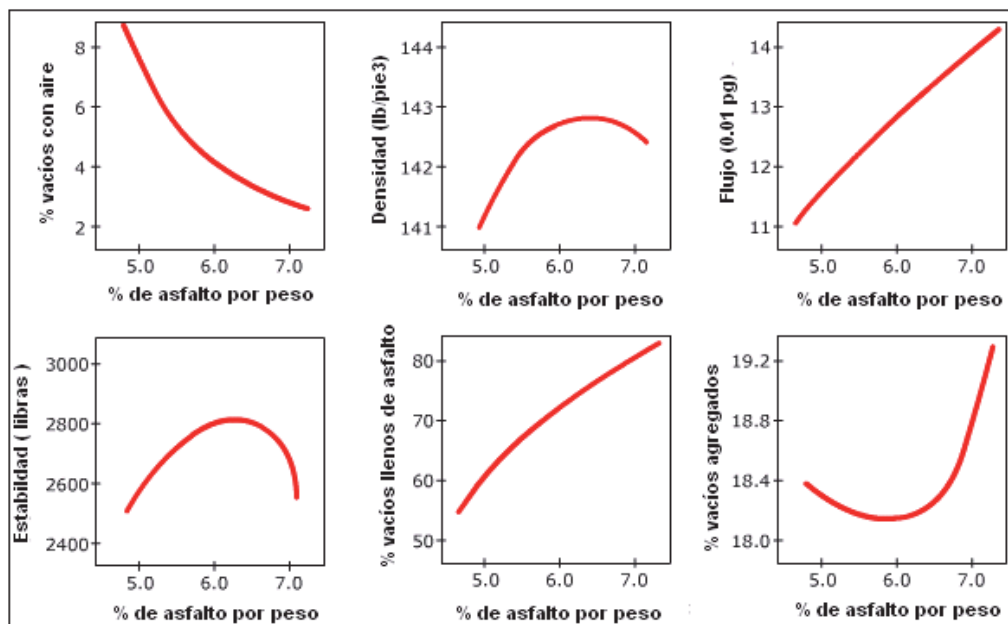 % vacíos con aire
8
6
4
2
5.0 6.0 7.0
% de asfalto por peso
Densidad (lb/pie3)
144
143
142
141
5.0 6.0 7.0
% de asfalto por peso
Flujo (0.01 pg)
14
13
12
11
5.0 6.0 7.0
% de asfalto por peso
Estabildad ( libras )
3000
2800
2600
2400
5.0 6.0 7.0
% de asfalto por peso
% vacíos llenos de asfalto
80
70
60
50
5.0 6.0 7.0
% de asfalto por peso
% vacíos agregados
19.2
18.8
18.4
18.0
5.0 6.0 7.0
% de asfalto por peso